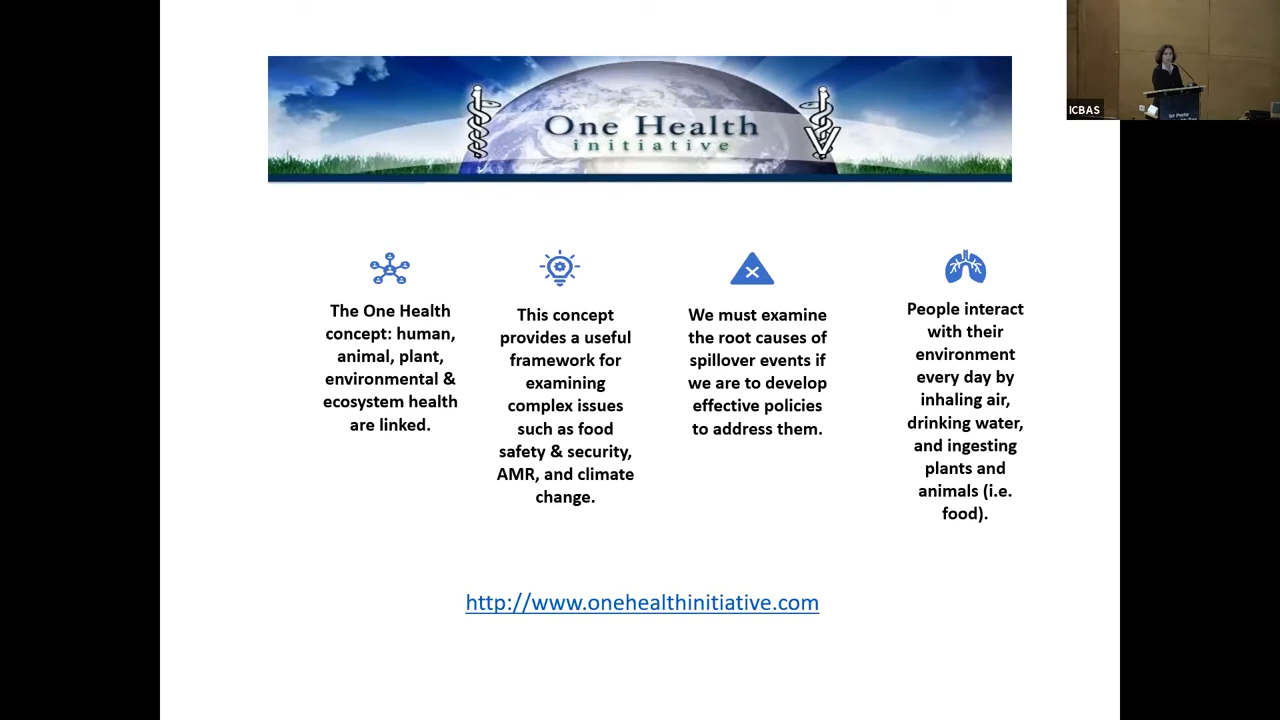 One Health
initiative
ICBAS
The One Health
concept: human,
animal, plant,
environmental &
ecosystem health
are linked.
This concept
provides a useful
framework for
examining
complex issues
such as food
safety & security,
AMR, and climate
change.
We must examine
the root causes of
spillover events if
we are to develop
effective policies
to address them.
People interact
with their
environment
every day by
inhaling air,
drinking water,
and ingesting
plants and
animals (i.e.
food).
http://www.onehealthinitiative.com